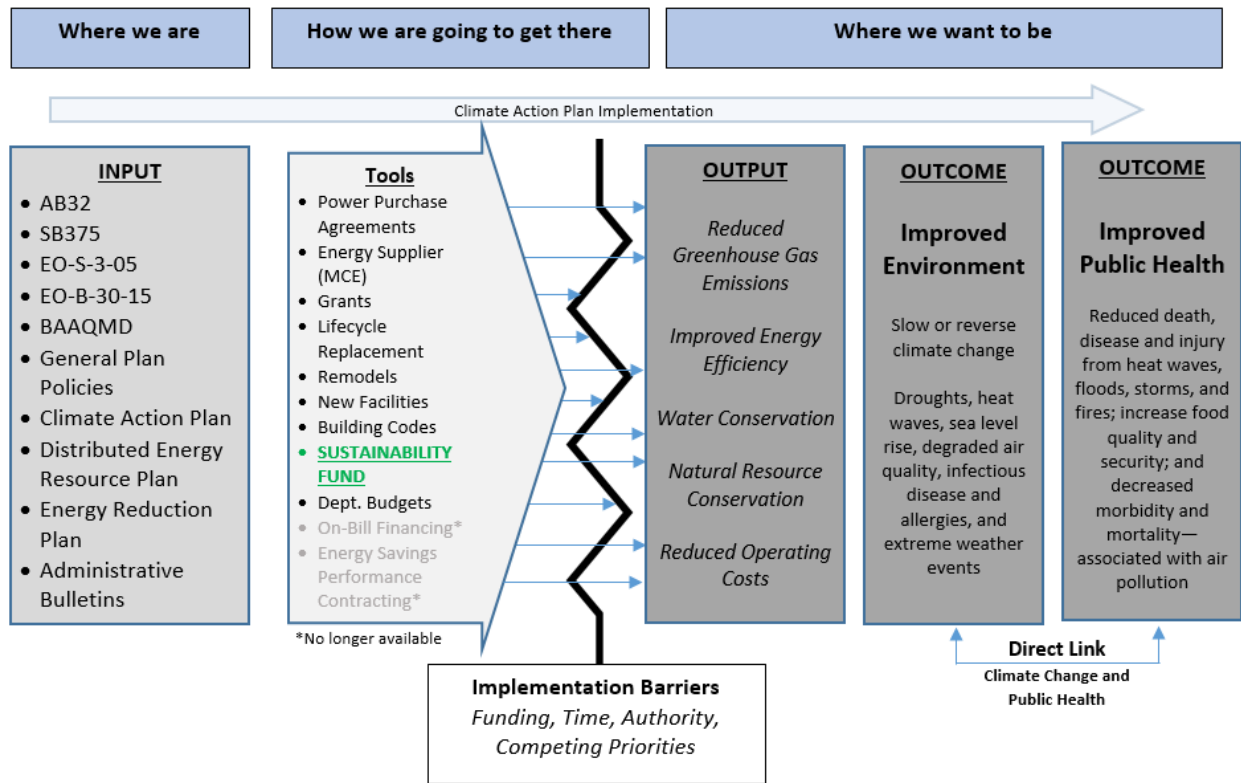 Where we are
How we are going to get there
Where we want to be
Climate Action Plan Implementation
INPUT
• AB32
• SB375
• EO-S-3-05
• EO-B-30-15
• BAAQMD
• General Plan
Policies
• Climate Action Plan
• Distributed Energy
Resource Plan
• Energy Reduction
Plan
• Administrative
Bulletins
Tools
• Power Purchase
Agreements
• Energy Supplier
(MCE)
• Grants
• Lifecycle
Replacement
• Remodels
• New Facilities
• Building Codes
• SUSTAINABILITY
FUND
• Dept. Budgets
• On-Bill Financing*
• Energy Savings
Performance
Contracting*
*No longer available
Implementation Barriers
Funding, Time, Authority,
Competing Priorities
OUTPUT
Reduced
Greenhouse Gas
Emissions
Improved Energy
Efficiency
Water Conservation
Natural Resource
Conservation
Reduced Operating
Costs
OUTCOME
Improved
Environment
Slow or reverse
climate change
Droughts, heat
waves, sea level
rise, degraded air
quality, infectious
disease and
allergies, and
extreme weather
events
OUTCOME
Improved
Public Health
Reduced death,
disease and injury
from heat waves,
floods, storms, and
fires; increase food
quality and
security; and
decreased
morbidity and
mortality—
associated with air
pollution
Direct Link
Climate Change and
Public Health